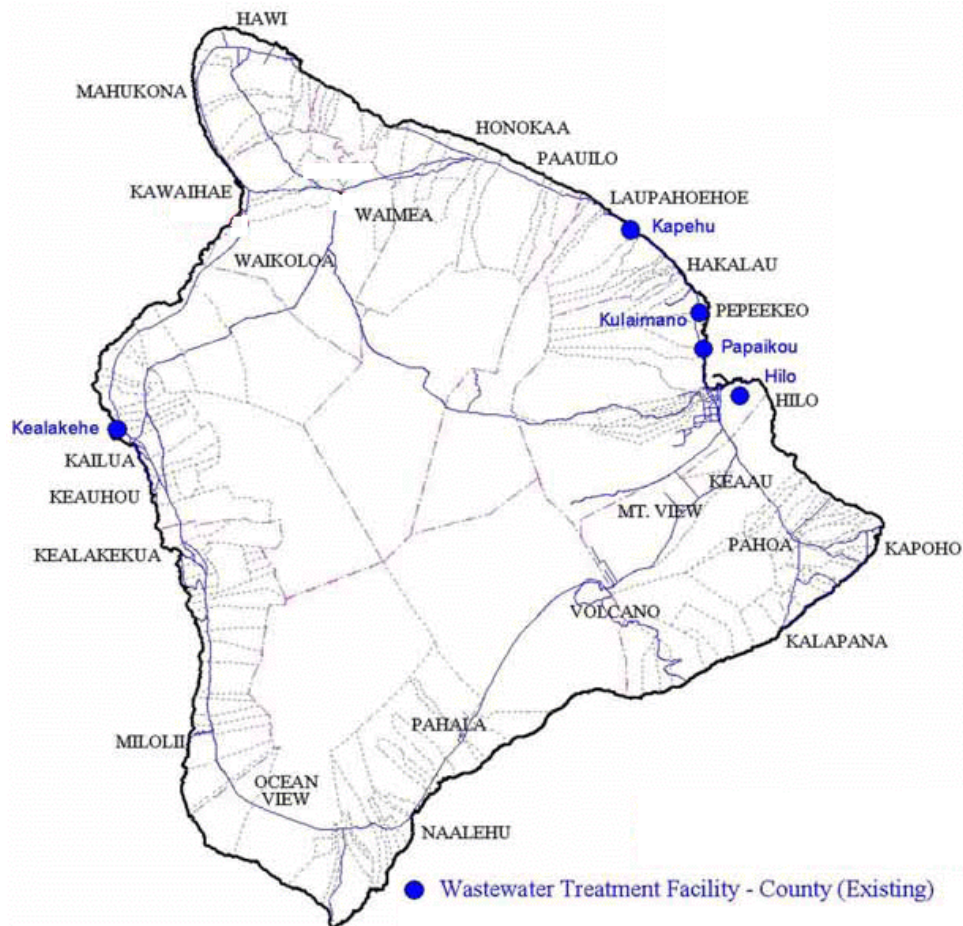 HAWI
MAHUKONA
HONOKAA
PAAUILO
KAWAIHAE
LAUPAHOEHOE
WAIMEA
Kapehu
WAIKOLOA
HAKALAU
Kulaimano
PEPEEKEO
Papaikou
Hilo
HILO
Kealakehe
KAILUA
KEAAU
KEAUHOU
MT. VIEW
PAHOA
KAPOHO
KEALAKEKUA
VOLCANO
KALAPANA
PAHALA
MILOLII
OCEAN
VIEW
NAALEHU
Wastewater Treatment Facility - County (Existing)